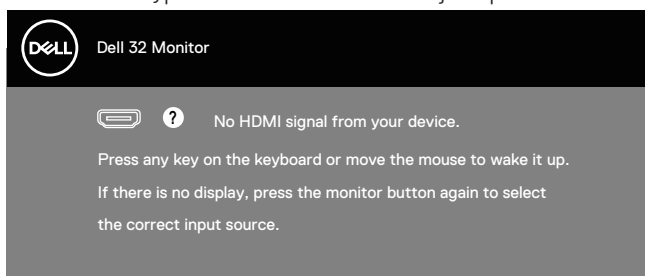 DELL
Dell 32 Monitor
? No HDMI signal from your device.
Press any key on the keyboard or move the mouse to wake it up.
If there is no display, press the monitor button again to select
the correct input source.